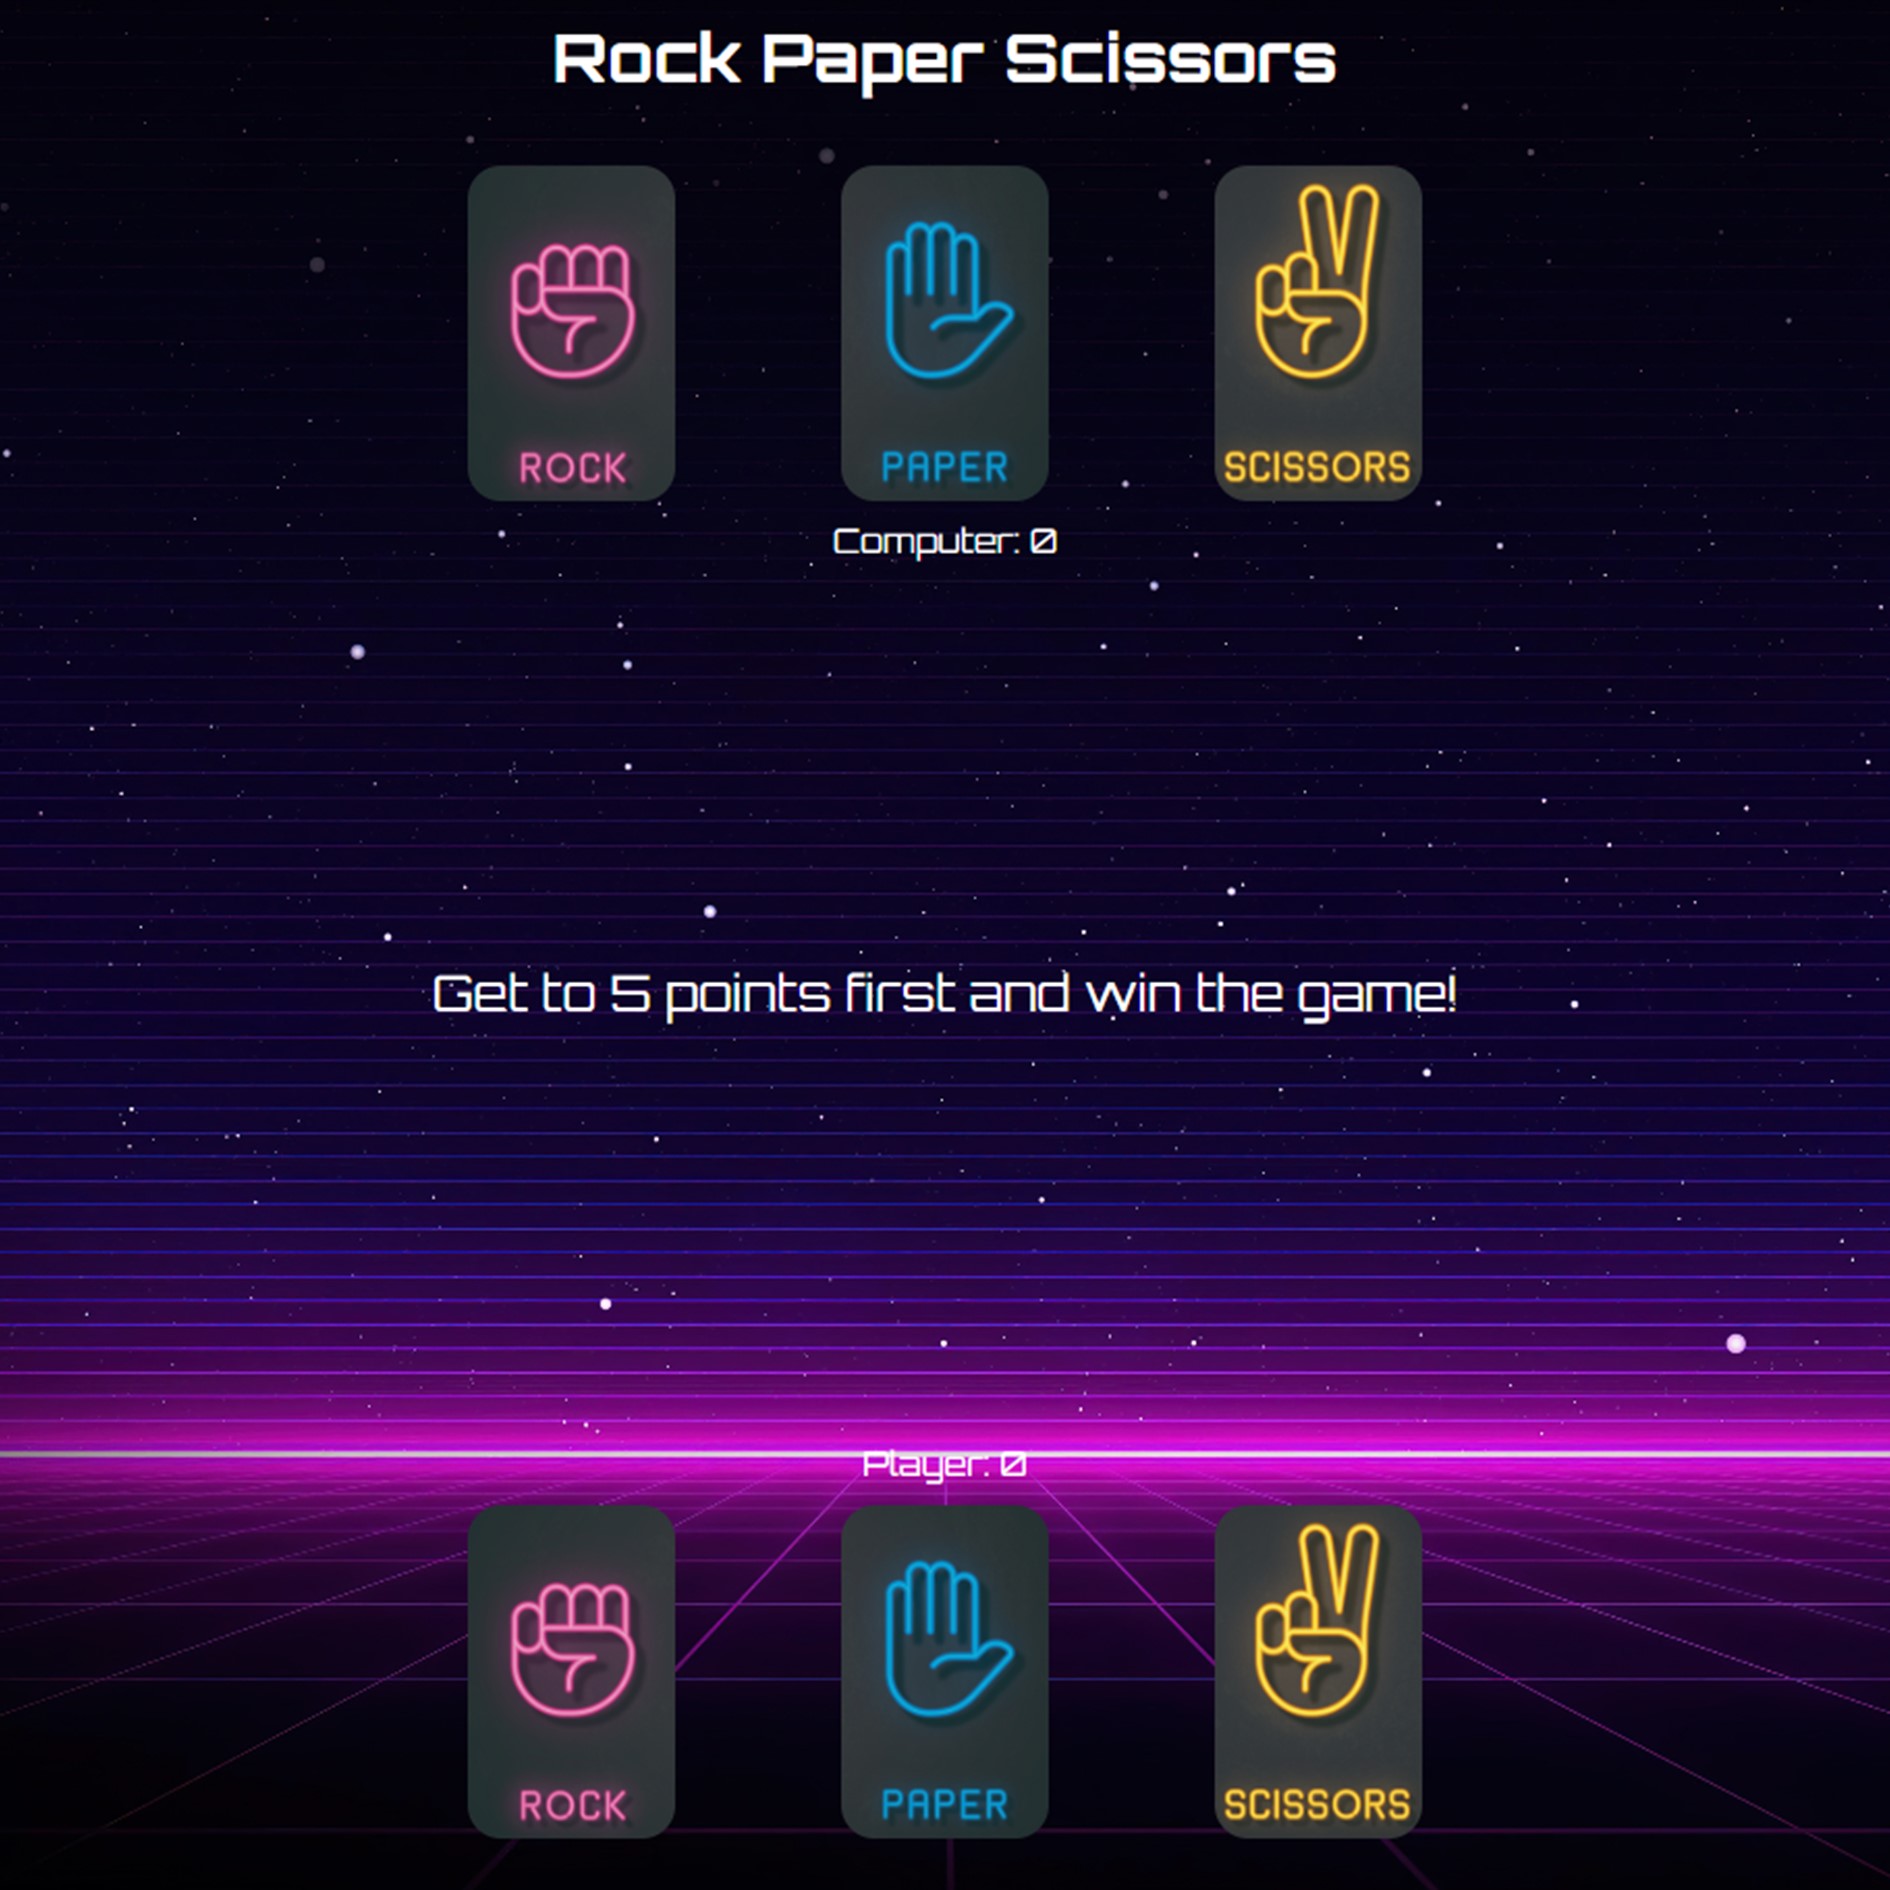 Rock Paper Scissors
ROCK
PAPER
SCISSORS
Computer: 0
Get to 5 points first and win the game!
Player: 0
ROCK
PAPER
SCISSORS